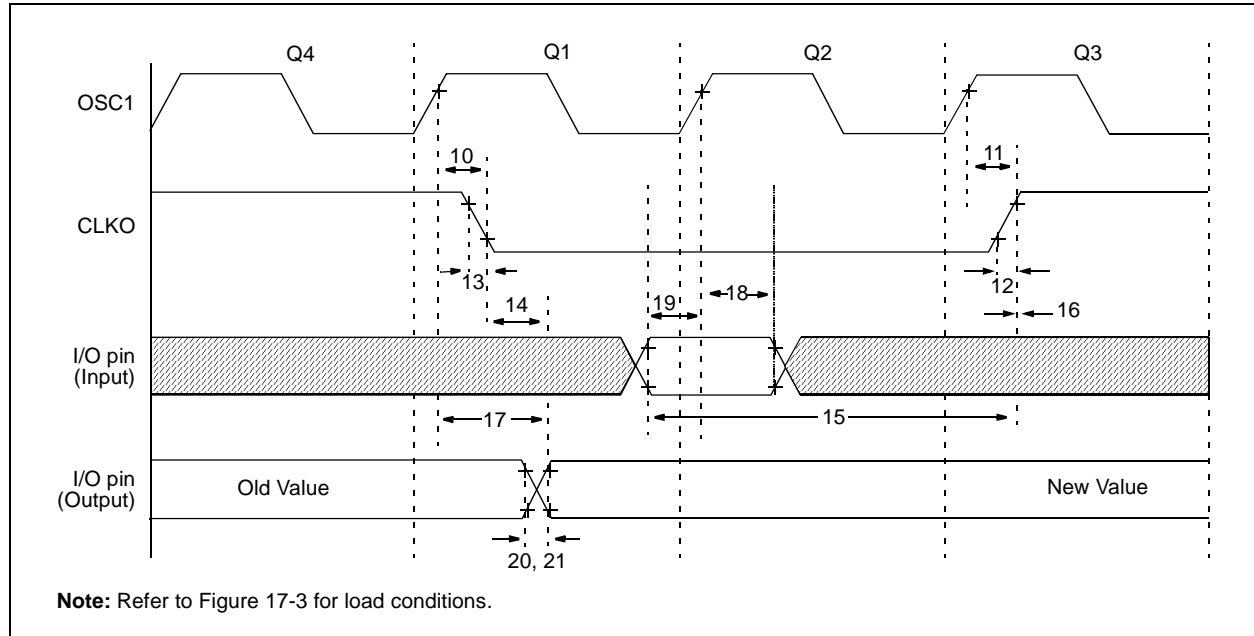 Q4
Q1
Q2
Q3
OSC1
10
11
CLKO
13
12
14
19
18
16
I/O pin
(Input)
17
15
I/O pin
(Output)
Old Value
New Value
20, 21
Note: Refer to Figure 17-3 for load conditions.